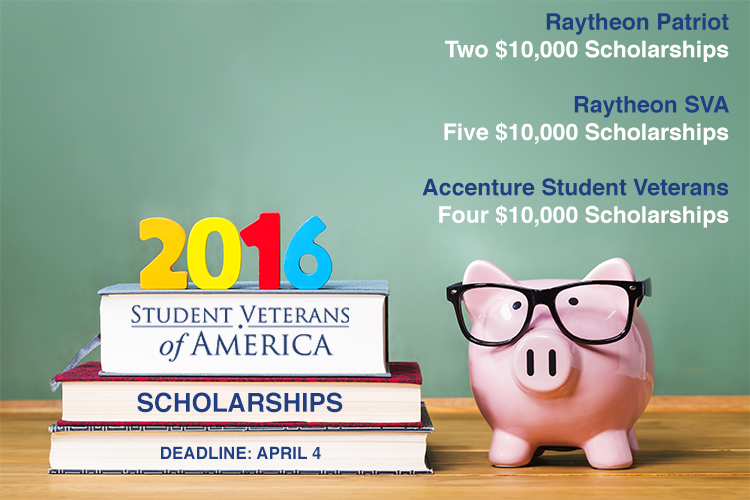 Raytheon Patriot
Two $10,000 Scholarships
Raytheon SVA
Five $10,000 Scholarships
Accenture Student Veterans
Four $10,000 Scholarships
2016
STUDENT VETERANS
of AMERICA
SCHOLARSHIPS
DEADLINE: APRIL 4